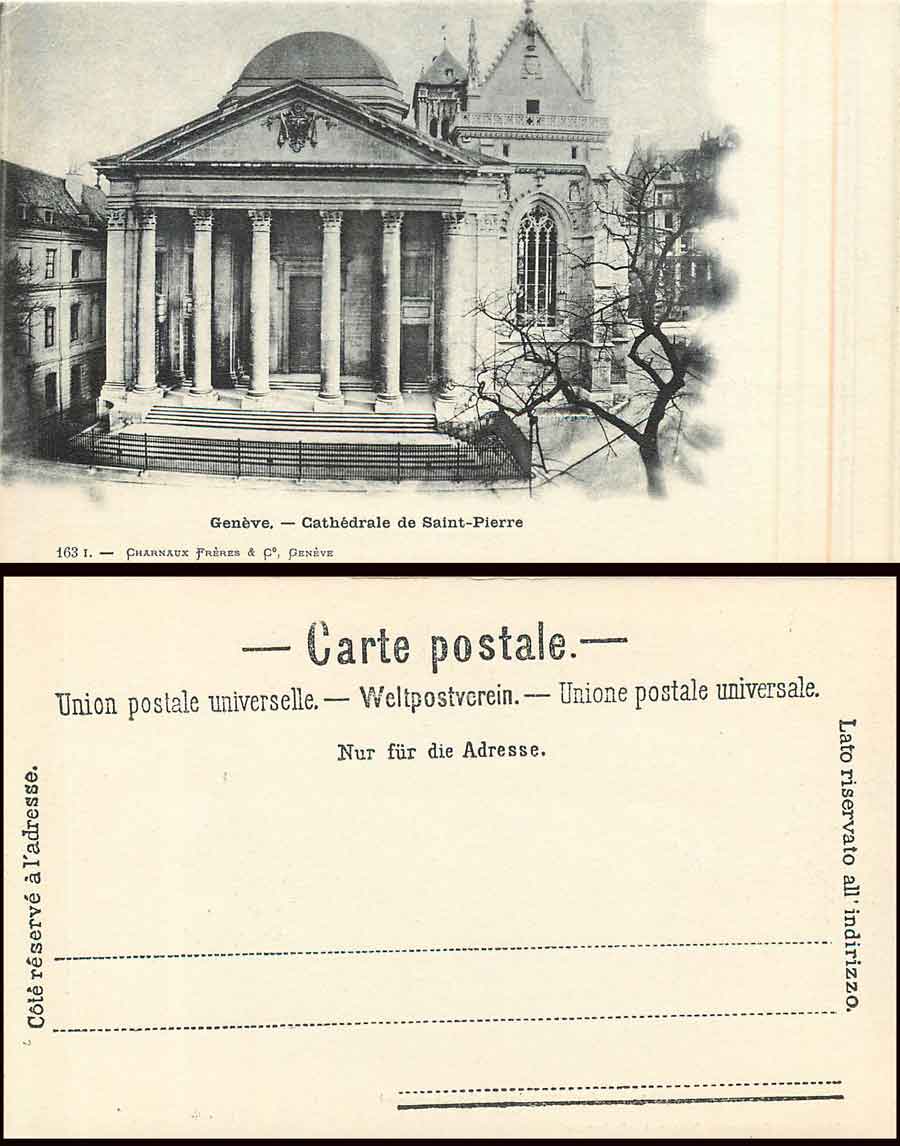 Genève. — Cathédrale de Saint-Pierre
163 I. — Charnaux Frères & Cº, Genève
— Carte postale. —
Union postale universelle. — Weltpostverein. — Unione postale universale.
Nur für die Adresse.
Côté réservé à l'adresse.
Lato riservato all' indirizzo.